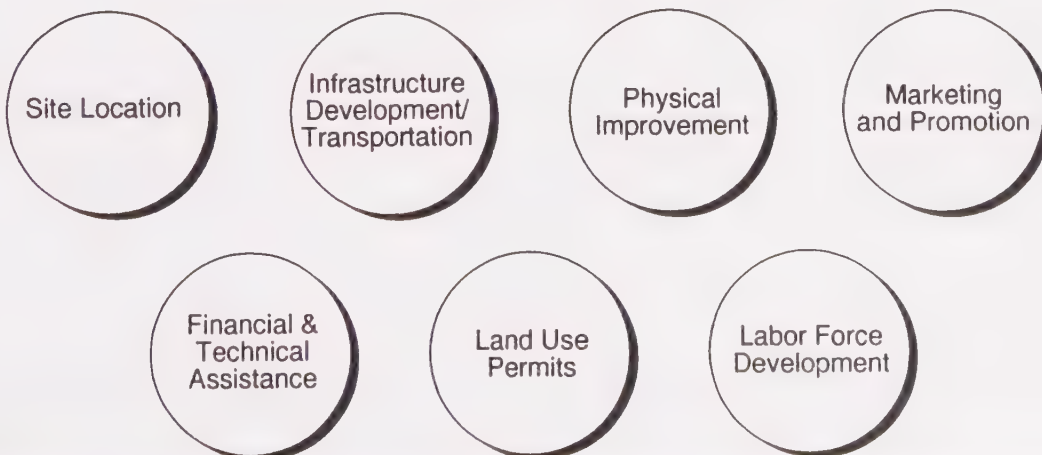 Site Location
Infrastructure
Development/
Transportation
Physical
Improvement
Marketing
and Promotion
Financial &
Technical
Assistance
Land Use
Permits
Labor Force
Development